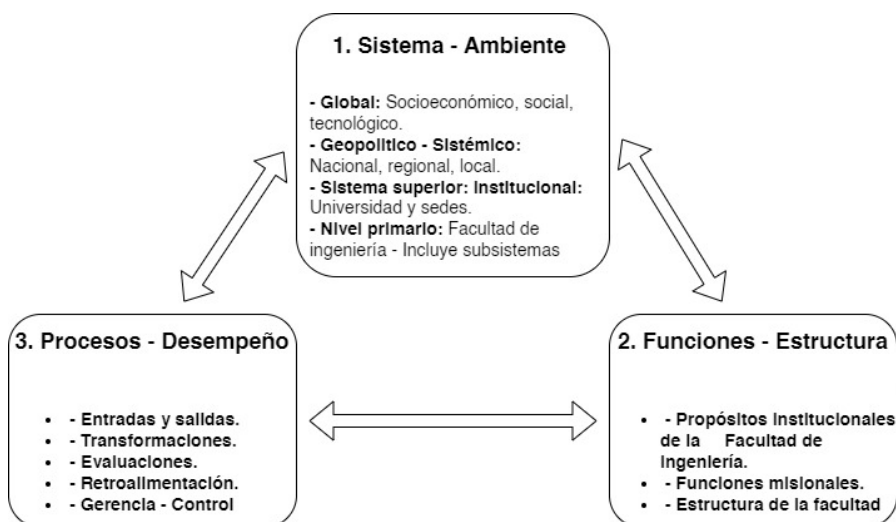 1. Sistema - Ambiente
- Global: Socioeconómico, social,
tecnológico.
- Geopolitico - Sistémico:
Nacional, regional, local.
- Sistema superior: Institucional:
Universidad y sedes.
- Nivel primario: Facultad de
ingeniería - Incluye subsistemas
3. Procesos - Desempeño
• - Entradas y salidas.
• - Transformaciones.
• - Evaluaciones.
• - Retroalimentación.
• - Gerencia - Control
2. Funciones - Estructura
• - Propósitos Institucionales
de la Facultad de
Ingeniería.
• - Funciones misionales.
• - Estructura de la facultad